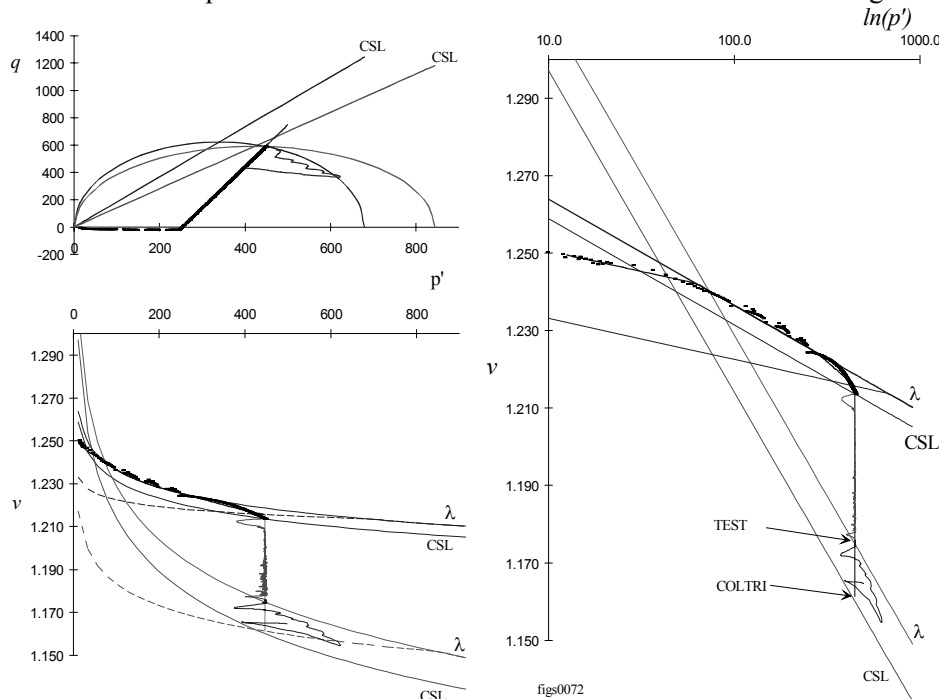 1400
1200
1000
800
600
400
200
0
-200
q
CSL
CSL
0
200
400
600
800
p'
0
200
400
600
800
1.290
1.270
1.250
1.230
1.210
1.190
1.170
1.150
v
λ
CSL
λ
CSL
ln(p')
10.0
100.0
1000.0
1.290
1.270
1.250
1.230
1.210
1.190
1.170
1.150
v
λ
CSL
TEST
COLTRI
λ
CSL
figs0072